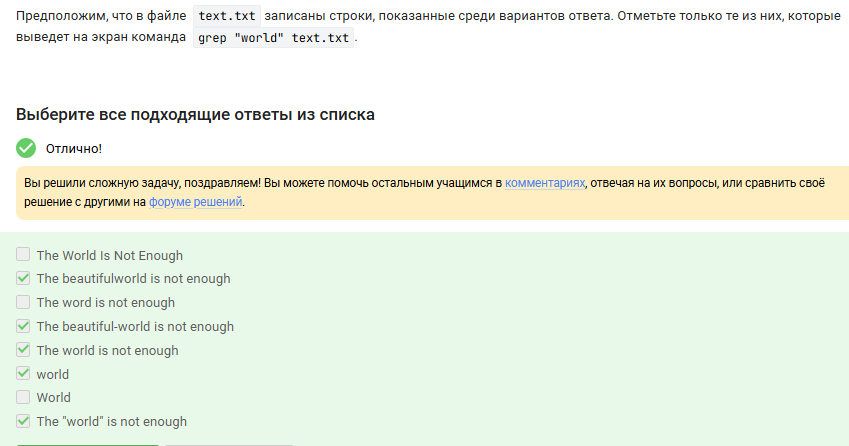 Предположим, что в файле text.txt записаны строки, показанные среди вариантов ответа. Отметьте только те из них, которые
выведет на экран команда grep "world" text.txt.
Выберите все подходящие ответы из списка
Отлично!
Вы решили сложную задачу, поздравляем! Вы можете помочь остальным учащимся в комментариях, отвечая на их вопросы, или сравнить своё
решение с другими на форуме решений.
The World Is Not Enough
The beautifulworld is not enough
The word is not enough
The beautiful-world is not enough
The world is not enough
world
World
The "world" is not enough